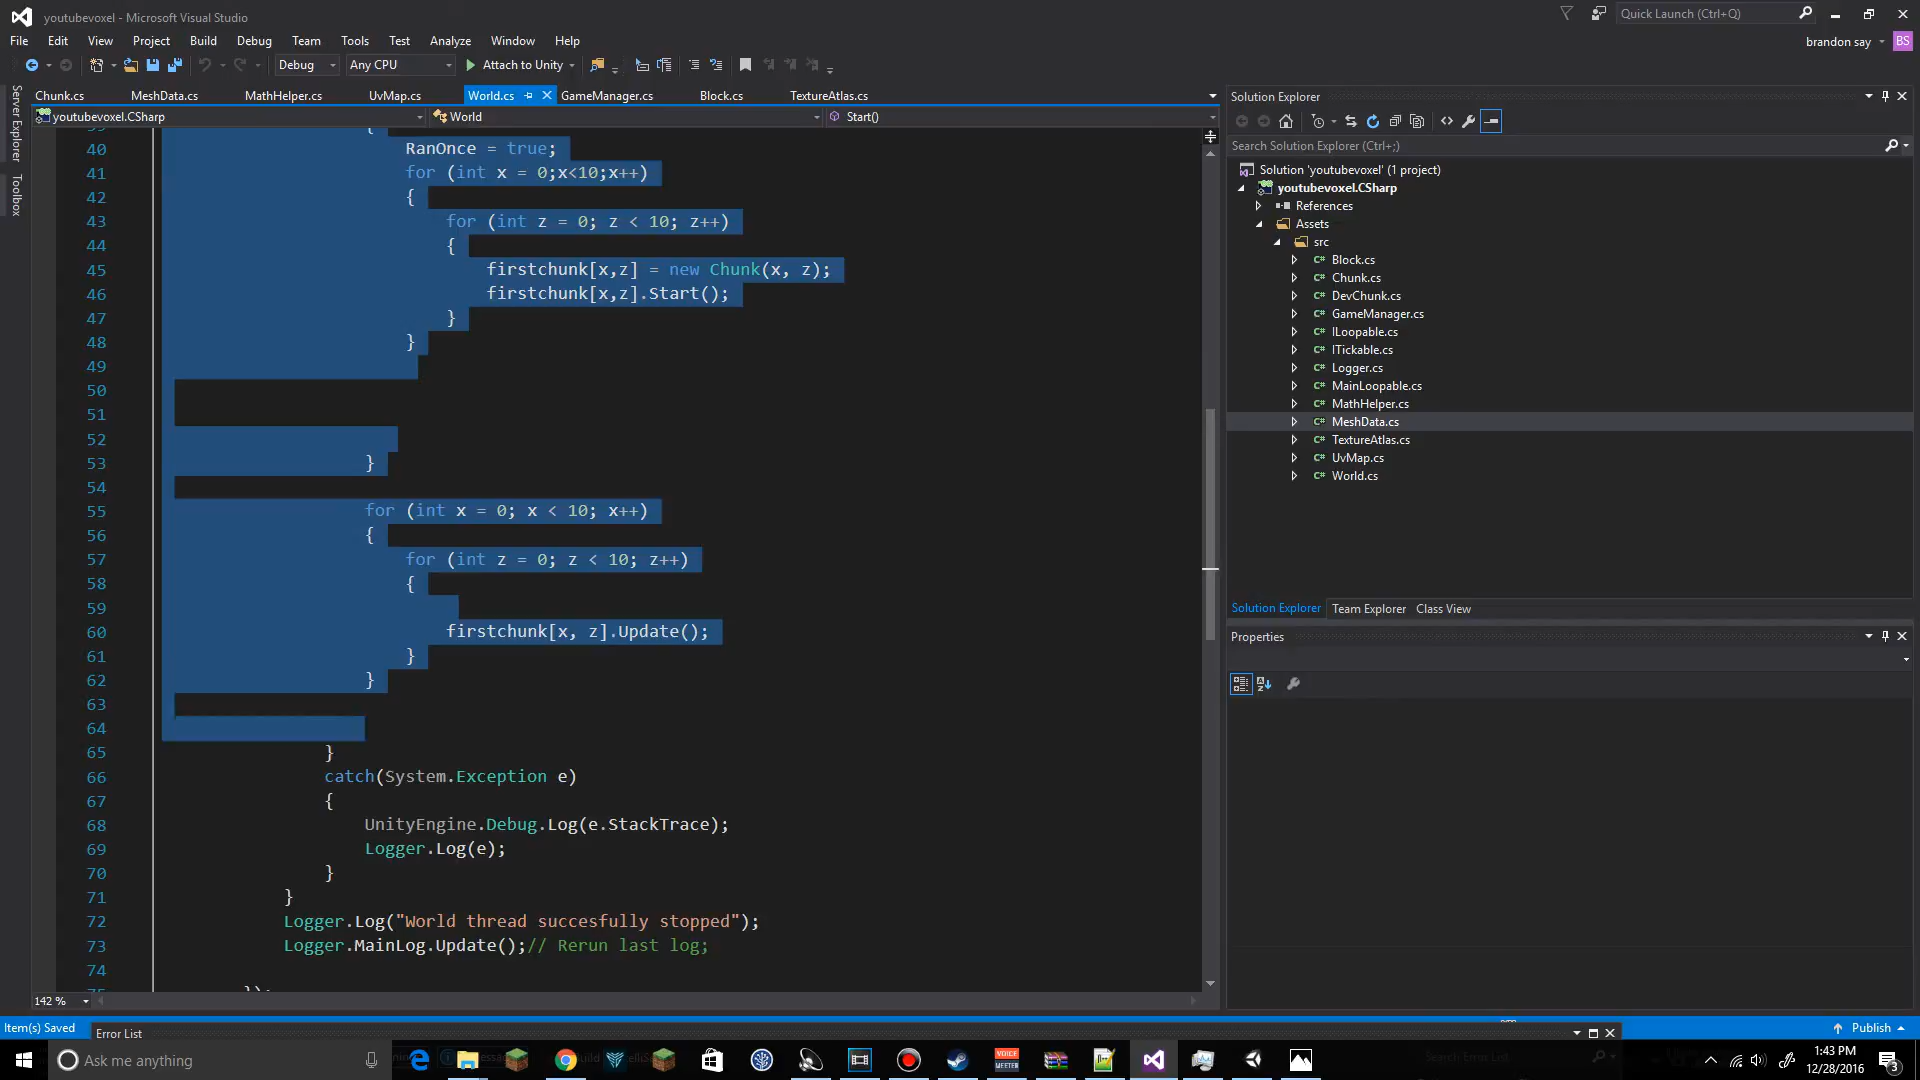 youtubevoxel - Microsoft Visual Studio
Quick Launch (Ctrl+Q)
File Edit View Project Build Debug Team Tools Test Analyze Window Help
brandon say BS
Debug Any CPU Attach to Unity
Server Explorer
Toolbox
Chunk.cs MeshData.cs MathHelper.cs UvMap.cs World.cs GameManager.cs Block.cs TextureAtlas.cs
youtubevoxel.CSharp World Start()
{
40 RanOnce = true;
41 for (int x = 0;x<10;x++)
42 {
43 for (int z = 0; z < 10; z++)
44 {
45 firstchunk[x,z] = new Chunk(x, z);
46 firstchunk[x,z].Start();
47 }
48 }
49
50
51
52
53 }
54
55 for (int x = 0; x < 10; x++)
56 {
57 for (int z = 0; z < 10; z++)
58 {
59
60 firstchunk[x, z].Update();
61 }
62 }
63
64
65 }
66 catch(System.Exception e)
67 {
68 UnityEngine.Debug.Log(e.StackTrace);
69 Logger.Log(e);
70 }
71 }
72 Logger.Log("World thread succesfully stopped");
73 Logger.MainLog.Update();// Rerun last log;
74
142 %
Solution Explorer
Search Solution Explorer (Ctrl+;)
Solution 'youtubevoxel' (1 project)
youtubevoxel.CSharp
References
Assets
src
C# Block.cs
C# Chunk.cs
C# DevChunk.cs
C# GameManager.cs
C# ILoopable.cs
C# ITickable.cs
C# Logger.cs
C# MainLoopable.cs
C# MathHelper.cs
C# MeshData.cs
C# TextureAtlas.cs
C# UvMap.cs
C# World.cs
Solution Explorer Team Explorer Class View
Properties
Item(s) Saved
Error List
Publish
Ask me anything
VOICE MEETER
Search Error List
1:43 PM
12/28/2016
3